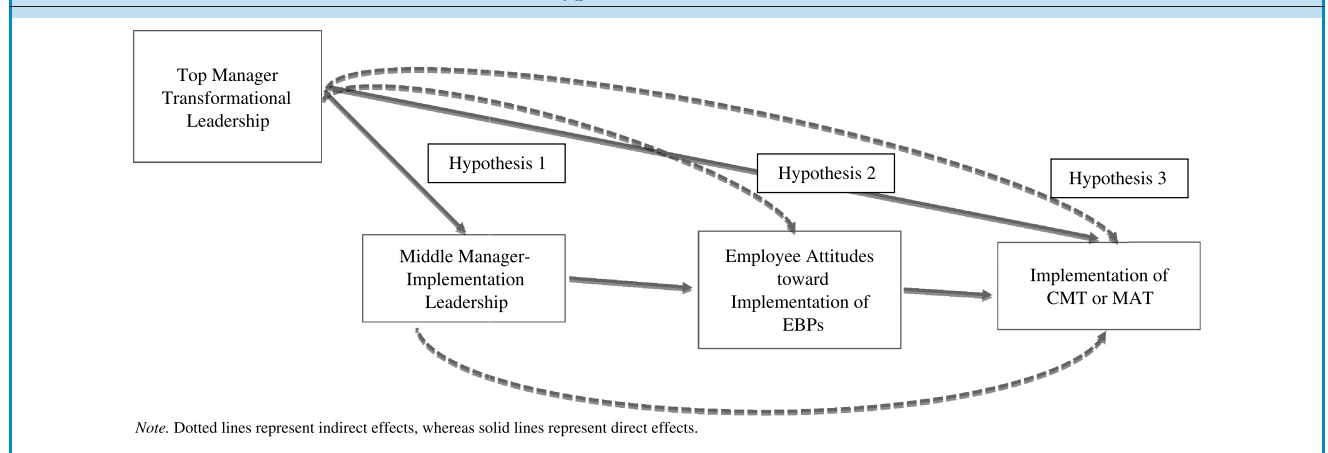 Top Manager
Transformational
Leadership
Hypothesis 1
Hypothesis 2
Hypothesis 3
Middle Manager-
Implementation
Leadership
Employee Attitudes
toward
Implementation of
EBPs
Implementation of
CMT or MAT
Note. Dotted lines represent indirect effects, whereas solid lines represent direct effects.